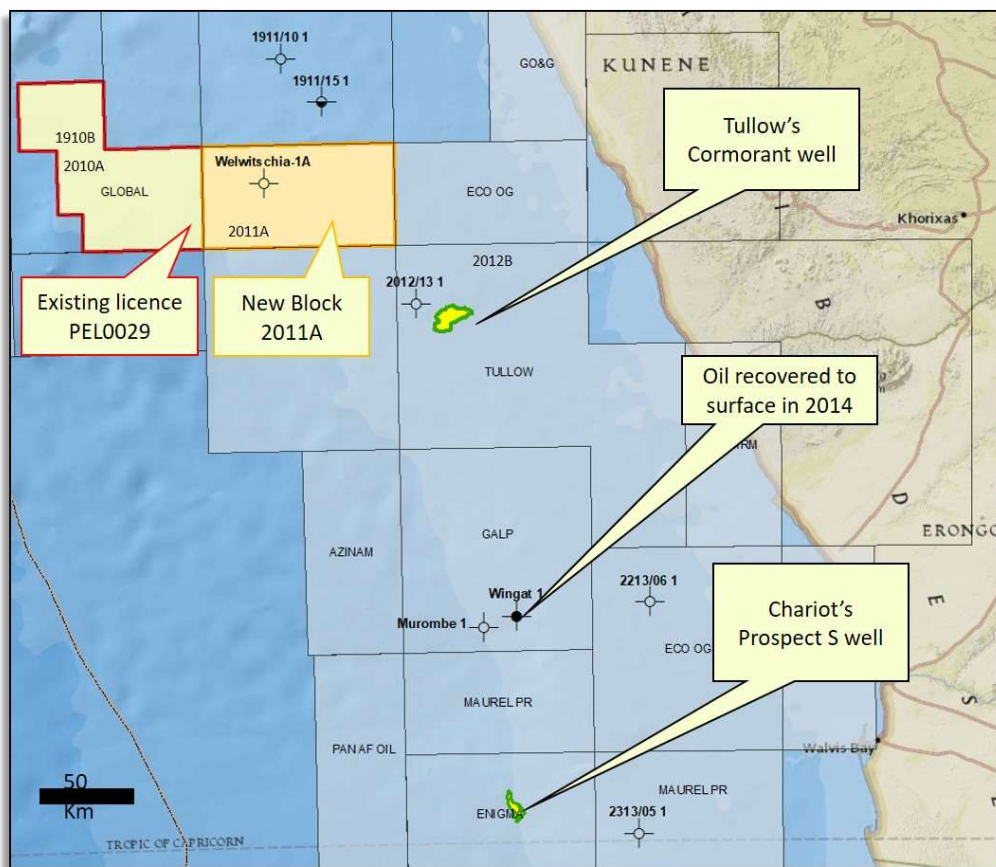 1911/10 1
GO&G
KUNENE
1911/15 1
Tullow's
Cormorant well
1910B
2010A
GLOBAL
Welwitschia-1A
2011A
ECO OG
Khorixas
2012B
2012/13 1
Existing licence
PEL0029
New Block
2011A
TULLOW
Oil recovered to
surface in 2014
AZINAM
GALP
ERONGO
Wingat 1
Murombe 1
2213/06 1
ECO OG
Chariot's
Prospect S well
MAUREL PR
PANAF OIL
Walvis Bay
50
Km
ENIGMA
MAUREL PR
2313/05 1
TROPIC OF CAPRICORN